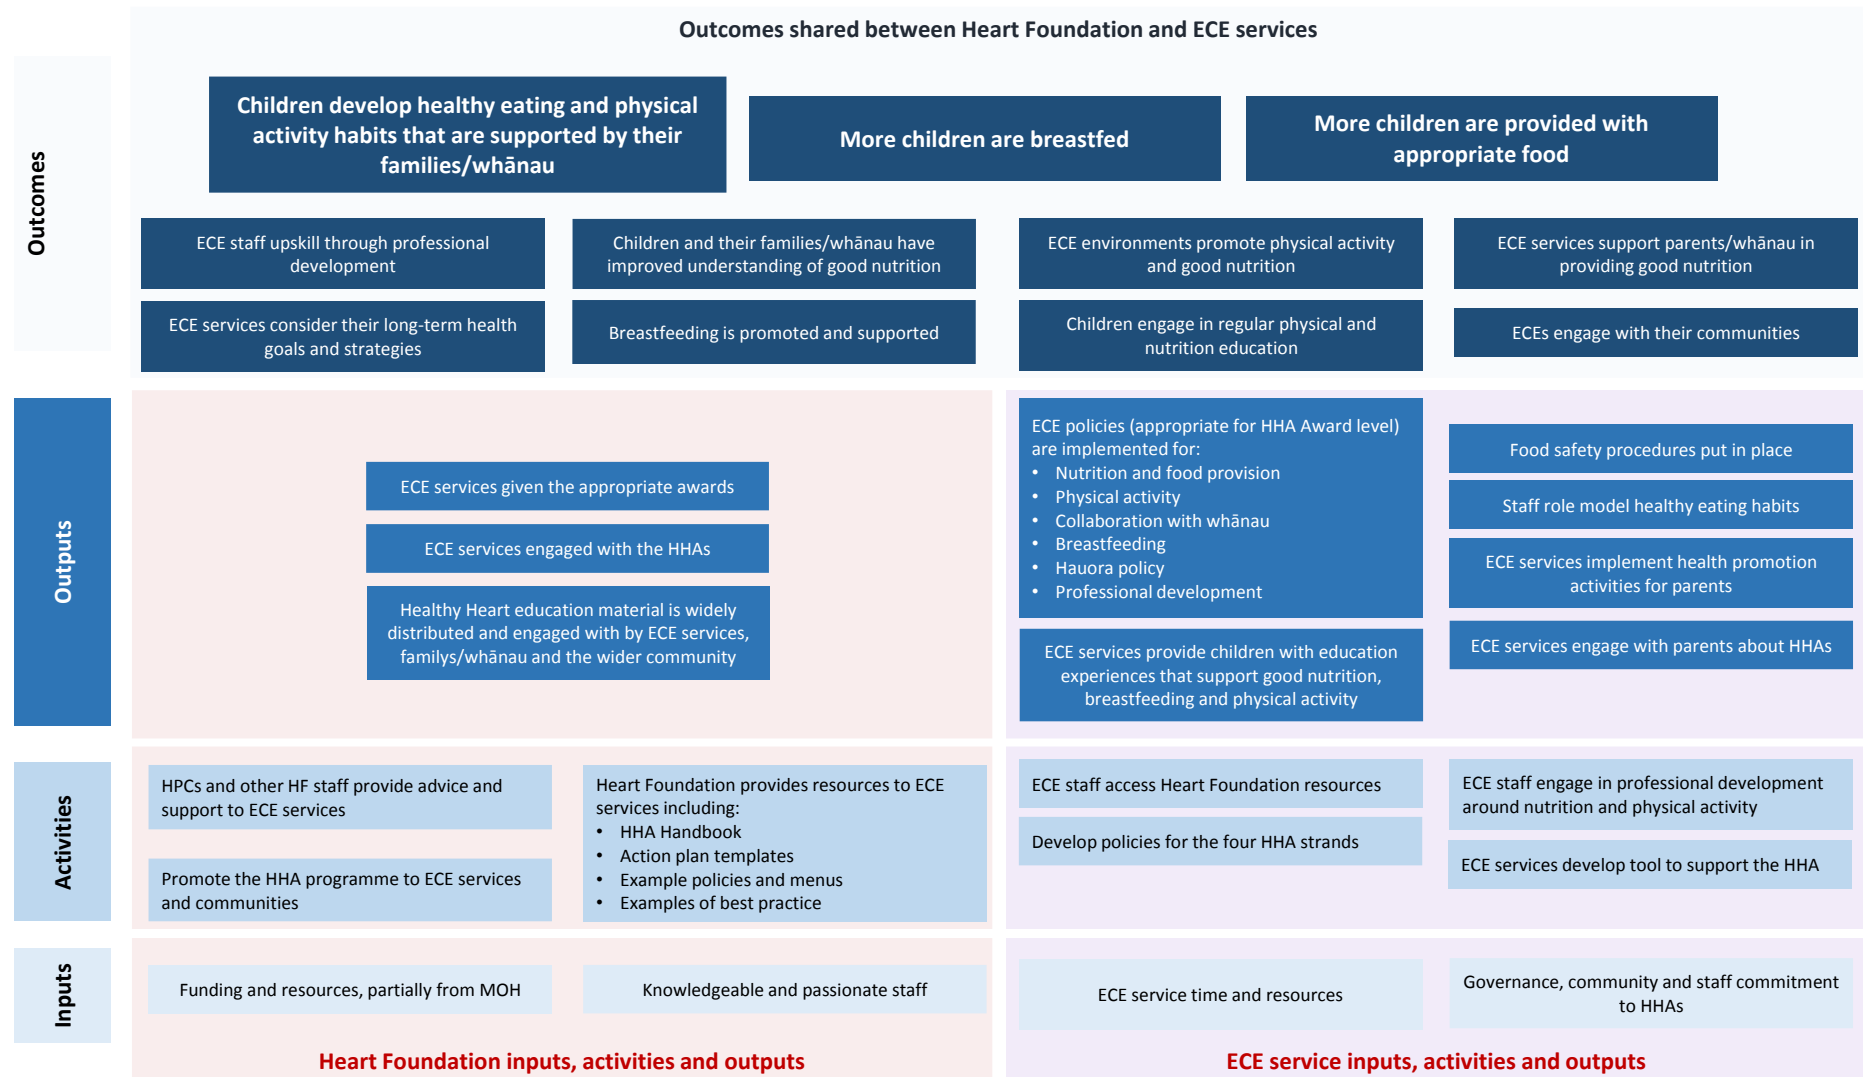 Outcomes shared between Heart Foundation and ECE services
Outcomes
Children develop healthy eating and physical
activity habits that are supported by their
families/whānau
More children are breastfed
More children are provided with
appropriate food
ECE staff upskill through professional
development
Children and their families/whānau have
improved understanding of good nutrition
ECE environments promote physical activity
and good nutrition
ECE services support parents/whānau in
providing good nutrition
ECE services consider their long-term health
goals and strategies
Breastfeeding is promoted and supported
Children engage in regular physical and
nutrition education
ECEs engage with their communities
Outputs
ECE services given the appropriate awards
ECE services engaged with the HHAs
Healthy Heart education material is widely
distributed and engaged with by ECE services,
familys/whānau and the wider community
ECE policies (appropriate for HHA Award level)
are implemented for:
• Nutrition and food provision
• Physical activity
• Collaboration with whānau
• Breastfeeding
• Hauora policy
• Professional development
ECE services provide children with education
experiences that support good nutrition,
breastfeeding and physical activity
Food safety procedures put in place
Staff role model healthy eating habits
ECE services implement health promotion
activities for parents
ECE services engage with parents about HHAs
Activities
HPCs and other HF staff provide advice and
support to ECE services
Promote the HHA programme to ECE services
and communities
Heart Foundation provides resources to ECE
services including:
• HHA Handbook
• Action plan templates
• Example policies and menus
• Examples of best practice
ECE staff access Heart Foundation resources
Develop policies for the four HHA strands
ECE staff engage in professional development
around nutrition and physical activity
ECE services develop tool to support the HHA
Inputs
Funding and resources, partially from MOH
Knowledgeable and passionate staff
ECE service time and resources
Governance, community and staff commitment
to HHAs
Heart Foundation inputs, activities and outputs
ECE service inputs, activities and outputs